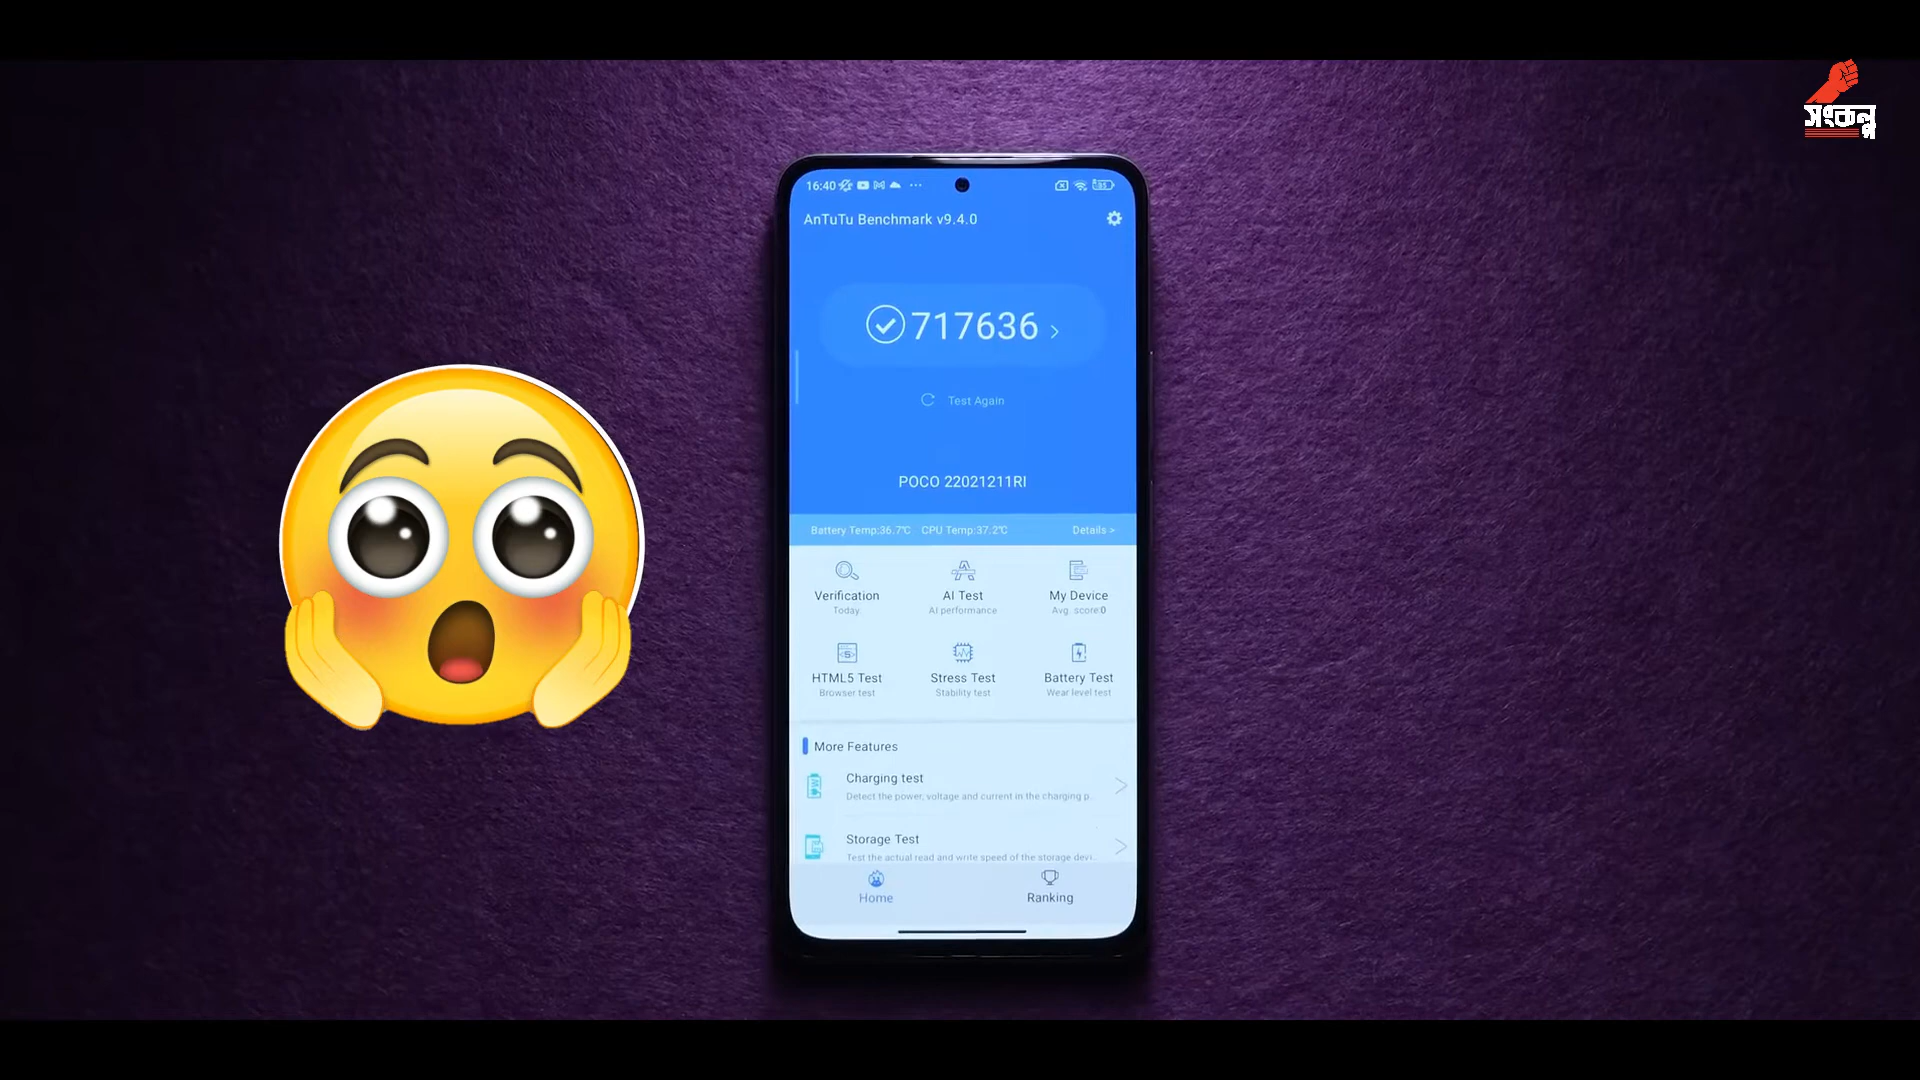 সংকল্প
16:40
AnTuTu Benchmark v9.4.0
717636
Test Again
POCO 22021211RI
Battery Temp:36.7℃ CPU Temp:37.2℃ Details >
Verification AI Test My Device
Today AI performance Avg. score:0
HTML5 Test Stress Test Battery Test
Browser test Stability test Wear level test
More Features
Charging test
Detect the power, voltage and current in the charging p...
Storage Test
Test the actual read and write speed of the storage devi...
Home Ranking